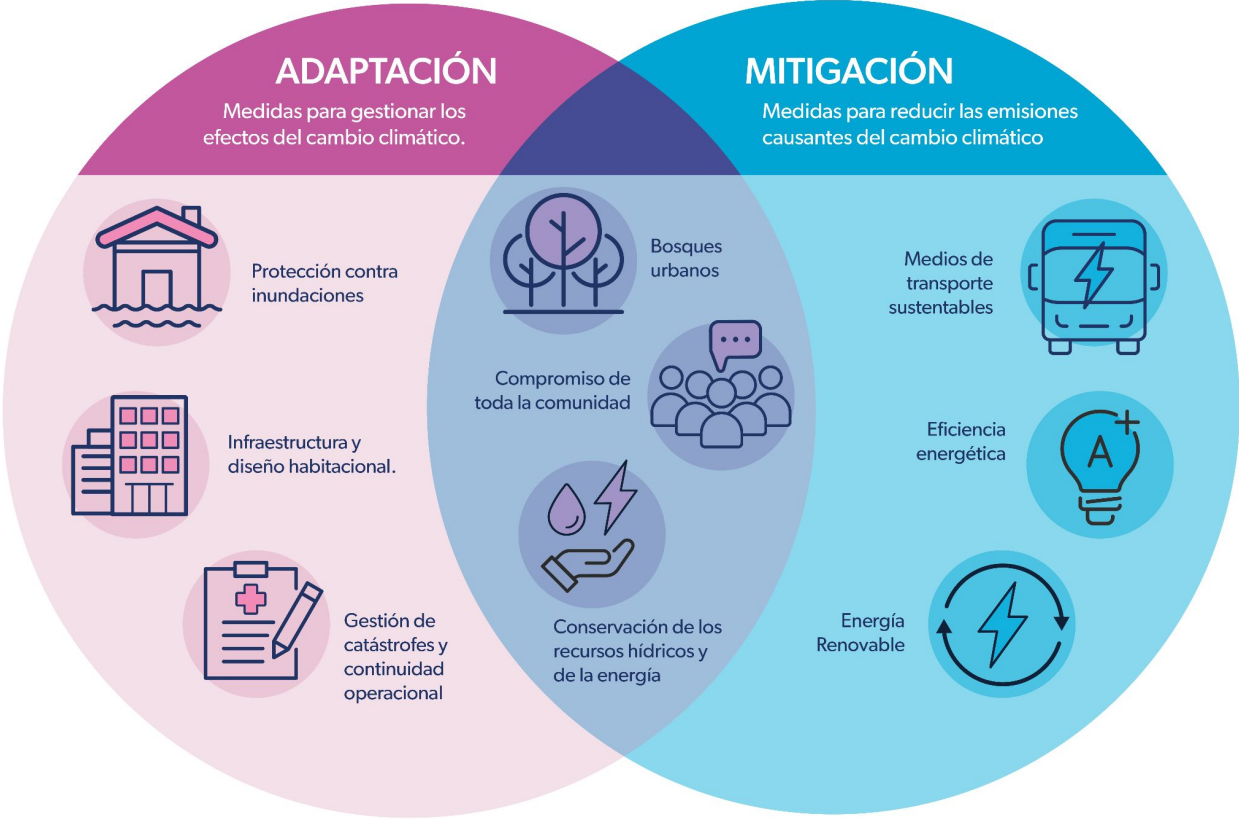 ADAPTACIÓN
Medidas para gestionar los
efectos del cambio climático.
MITIGACIÓN
Medidas para reducir las emisiones
causantes del cambio climático
Protección contra
inundaciones
Infraestructura y
diseño habitacional.
Gestión de
catástrofes y
continuidad
operacional
Bosques
urbanos
Compromiso de
toda la comunidad
Conservación de los
recursos hídricos y
de la energía
Medios de
transporte
sustentables
Eficiencia
energética
A+
Energía
Renovable